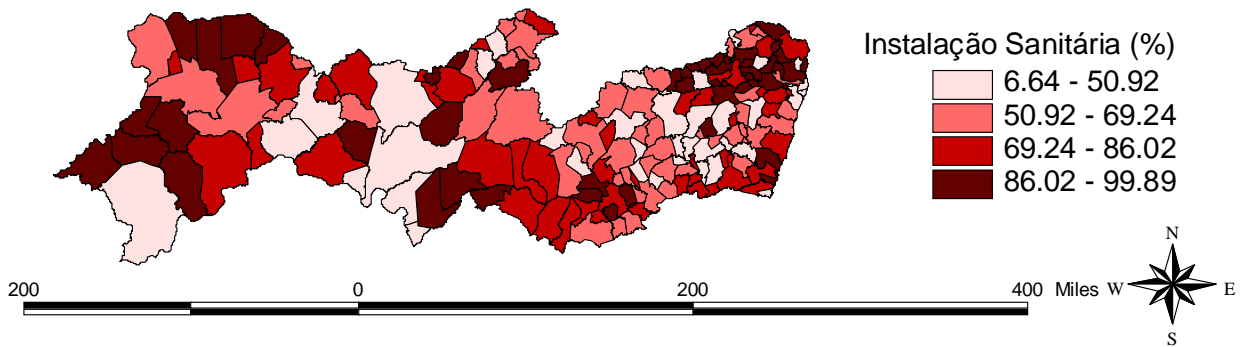 Instalação Sanitária (%)
6.64 - 50.92
50.92 - 69.24
69.24 - 86.02
86.02 - 99.89
N
W
E
S
200
0
200
400 Miles